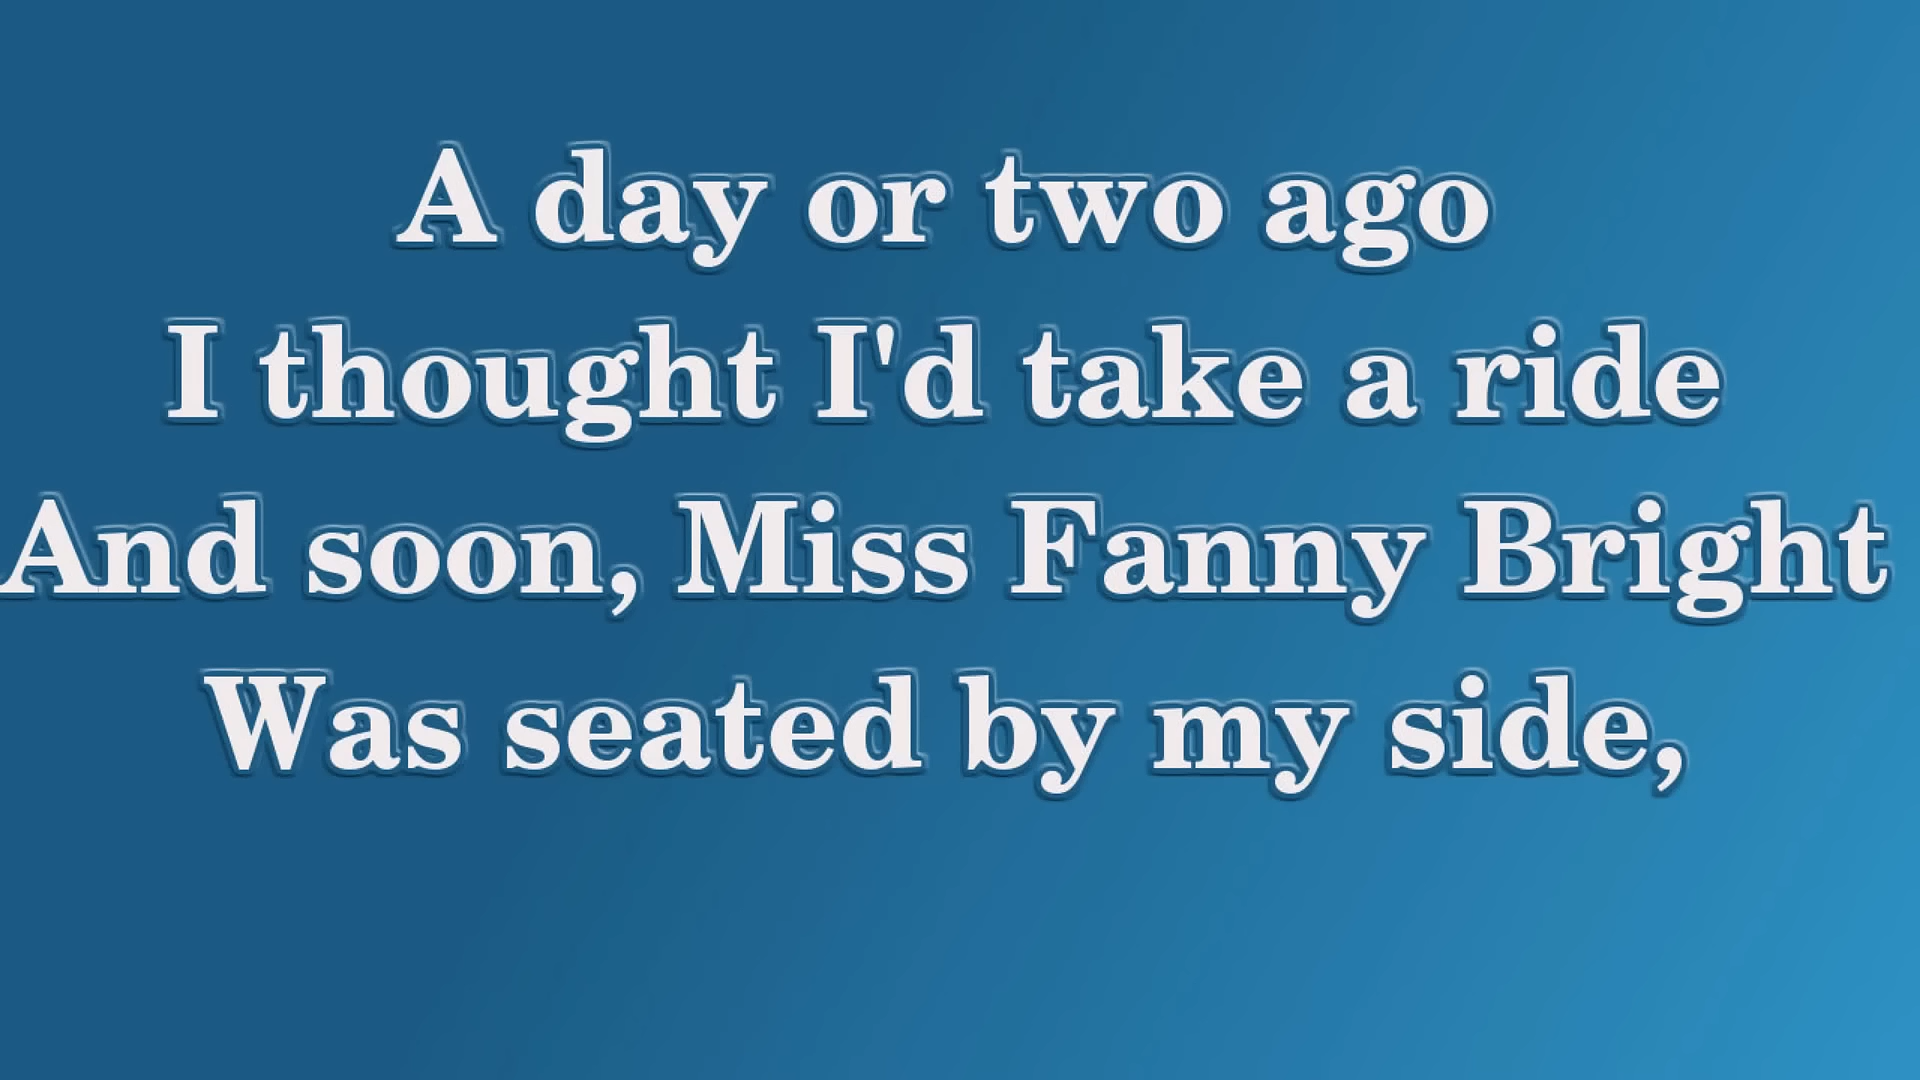 A day or two ago
I thought I'd take a ride
And soon, Miss Fanny Bright
Was seated by my side,